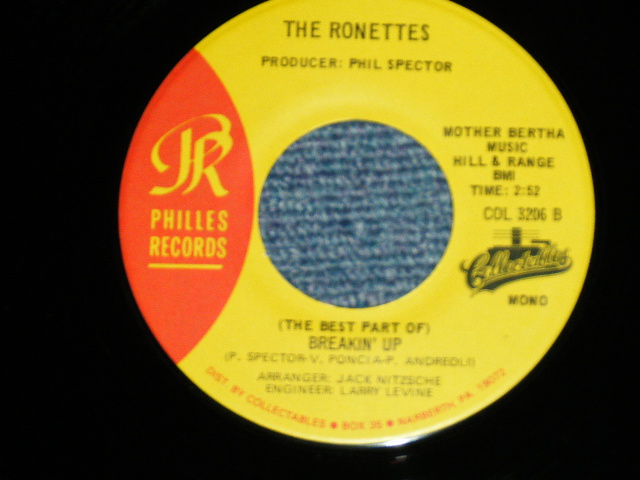 THE RONETTES
PRODUCER: PHIL SPECTOR
MOTHER BERTHA
MUSIC
HILL & RANGE
BMI
TIME: 2:52
COL 3206 B
Collectables
MONO
PR
PHILLES
RECORDS
(THE BEST PART OF)
BREAKIN' UP
(P. SPECTOR-V. PONCIA-P. ANDREOLI)
ARRANGER: JACK NITZSCHE
ENGINEER: LARRY LEVINE
DIST. BY COLLECTABLES ● BOX 35 ● NARBERTH, PA. 19072